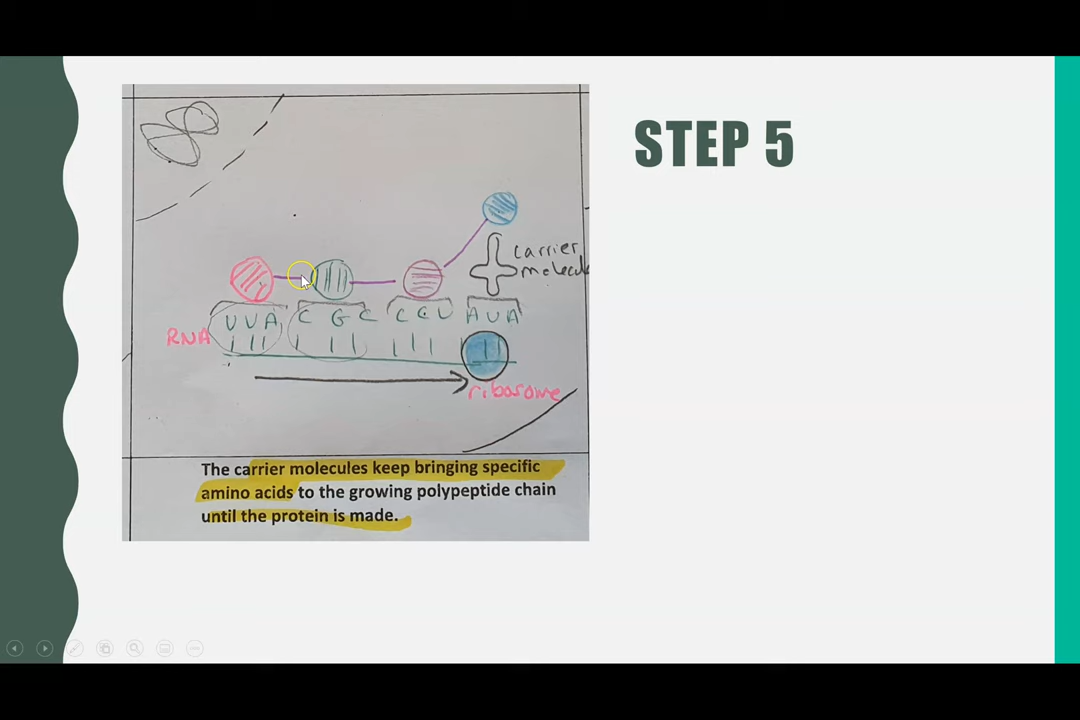 STEP 5
carrier
molecule
UUA CGC CCU AUA
RNA
ribosome
The carrier molecules keep bringing specific
amino acids to the growing polypeptide chain
until the protein is made.